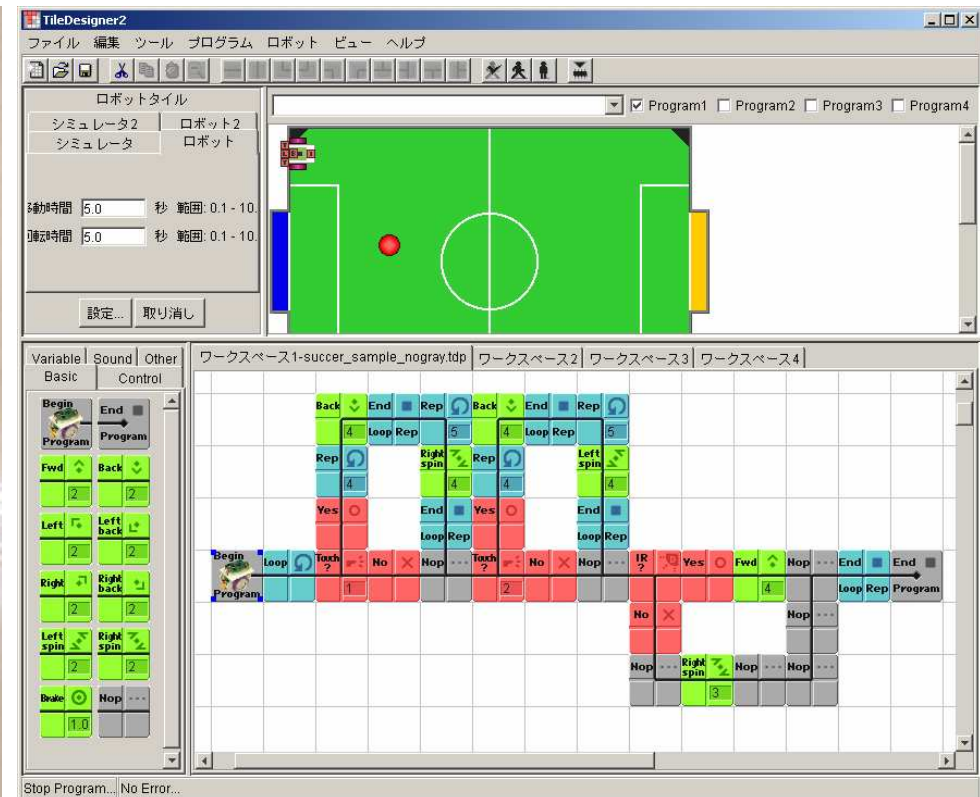 TileDesigner2
ファイル 編集 ツール プログラム ロボット ビュー ヘルプ
ロボットタイル
シミュレータ2 ロボット2
シミュレータ ロボット
移動時間 5.0 秒 範囲: 0.1 - 10.
回転時間 5.0 秒 範囲: 0.1 - 10.
設定... 取り消し
Program1 Program2 Program3 Program4
Variable Sound Other
Basic Control
Begin Program End Program
Fwd 2 Back 2
Left 2 Left back 2
Right 2 Right back 2
Left spin 2 Right spin 2
Brake 1.0 Nop
ワークスペース1-succer_sample_nogray.tdp ワークスペース2 ワークスペース3 ワークスペース4
Back End Rep Back End Rep
4 Loop Rep 5 4 Loop Rep 5
Rep Right spin Rep Left spin
4 4 4 4
Yes End Yes End
Loop Rep Loop Rep
Begin Program Loop Touch ? No Nop Touch ? No Nop IR ? Yes Fwd Nop End End
1 2 4 Loop Rep Program
No Nop
Nop Right spin Nop Nop
3
Stop Program... No Error...